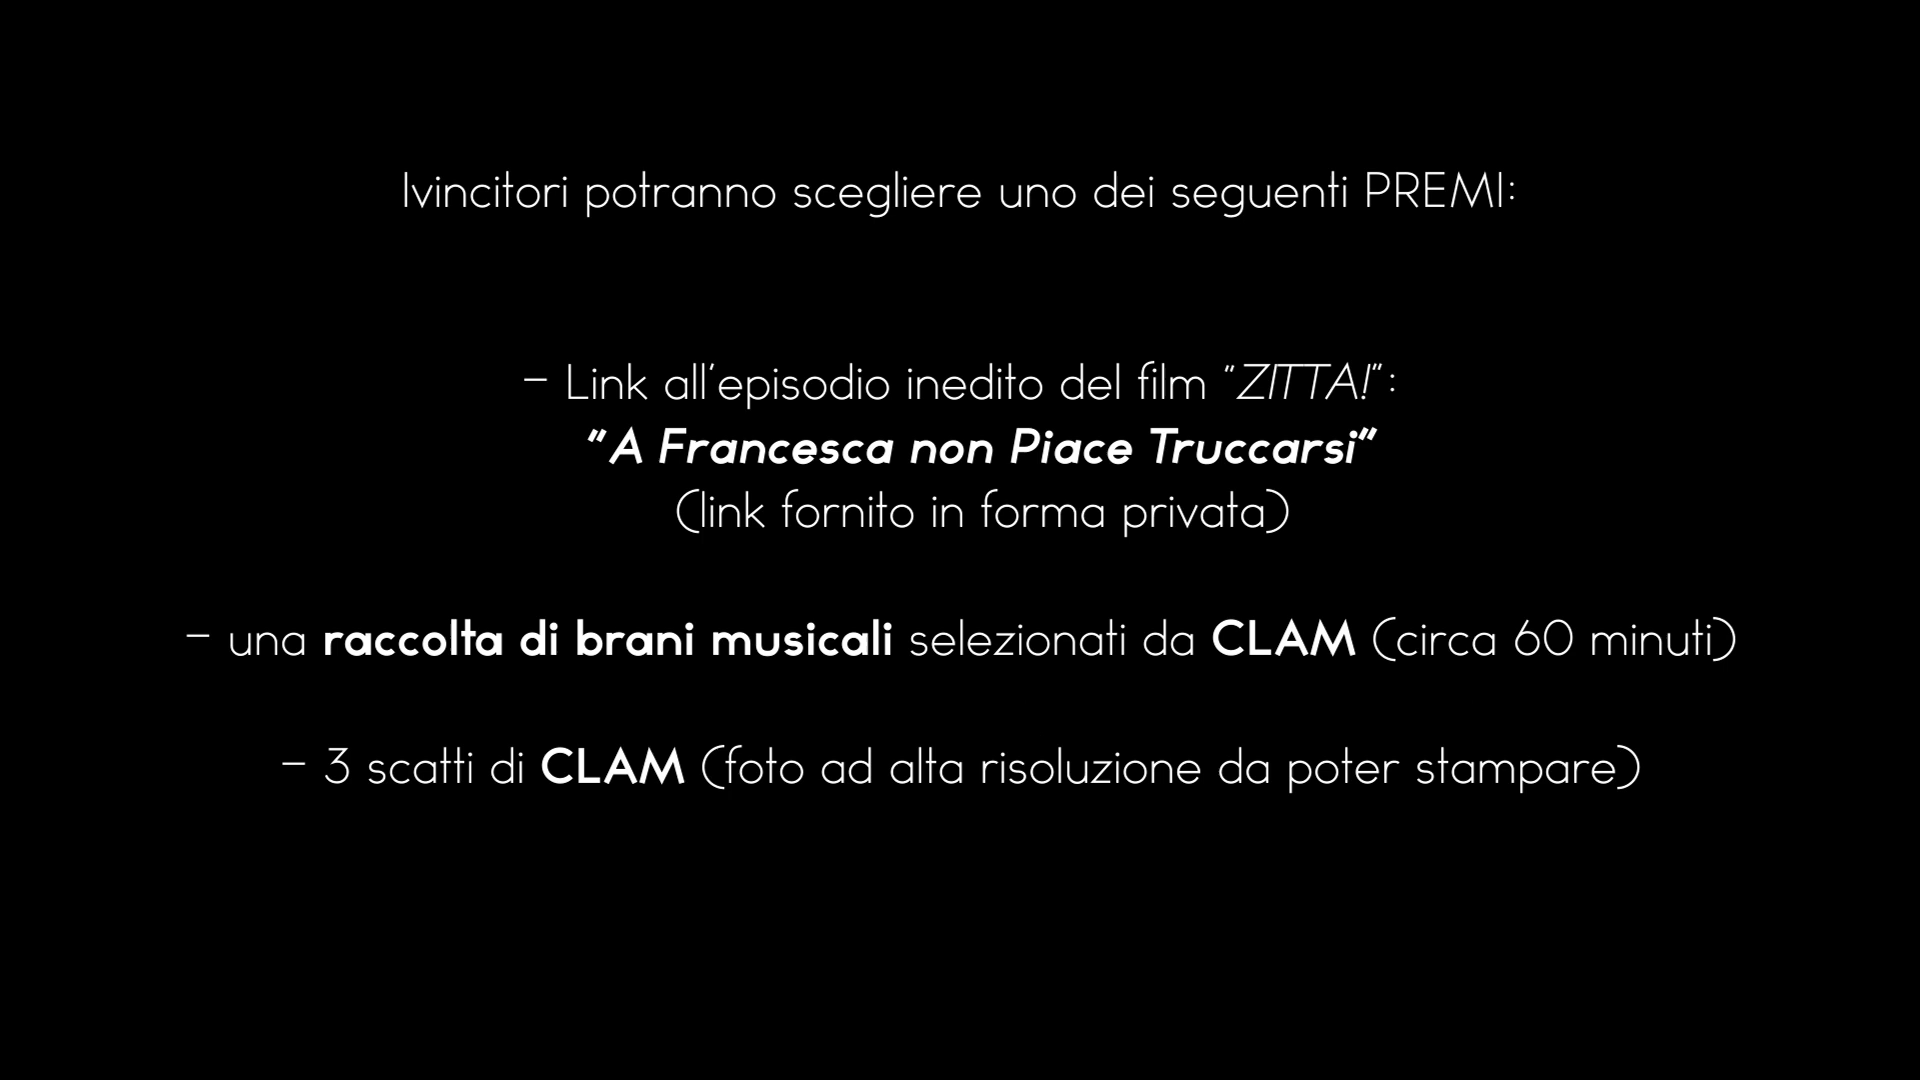 Ivincitori potranno scegliere uno dei seguenti PREMI:
- Link all'episodio inedito del film "ZITTA!":
"A Francesca non Piace Truccarsi"
(link fornito in forma privata)
- una raccolta di brani musicali selezionati da CLAM (circa 60 minuti)
- 3 scatti di CLAM (foto ad alta risoluzione da poter stampare)